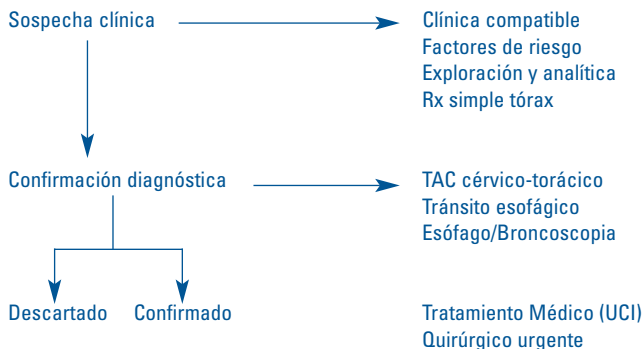 Sospecha clínica
Clínica compatible
Factores de riesgo
Exploración y analítica
Rx simple tórax
Confirmación diagnóstica
TAC cérvico-torácico
Tránsito esofágico
Esófago/Broncoscopia
Descartado
Confirmado
Tratamiento Médico (UCI)
Quirúrgico urgente